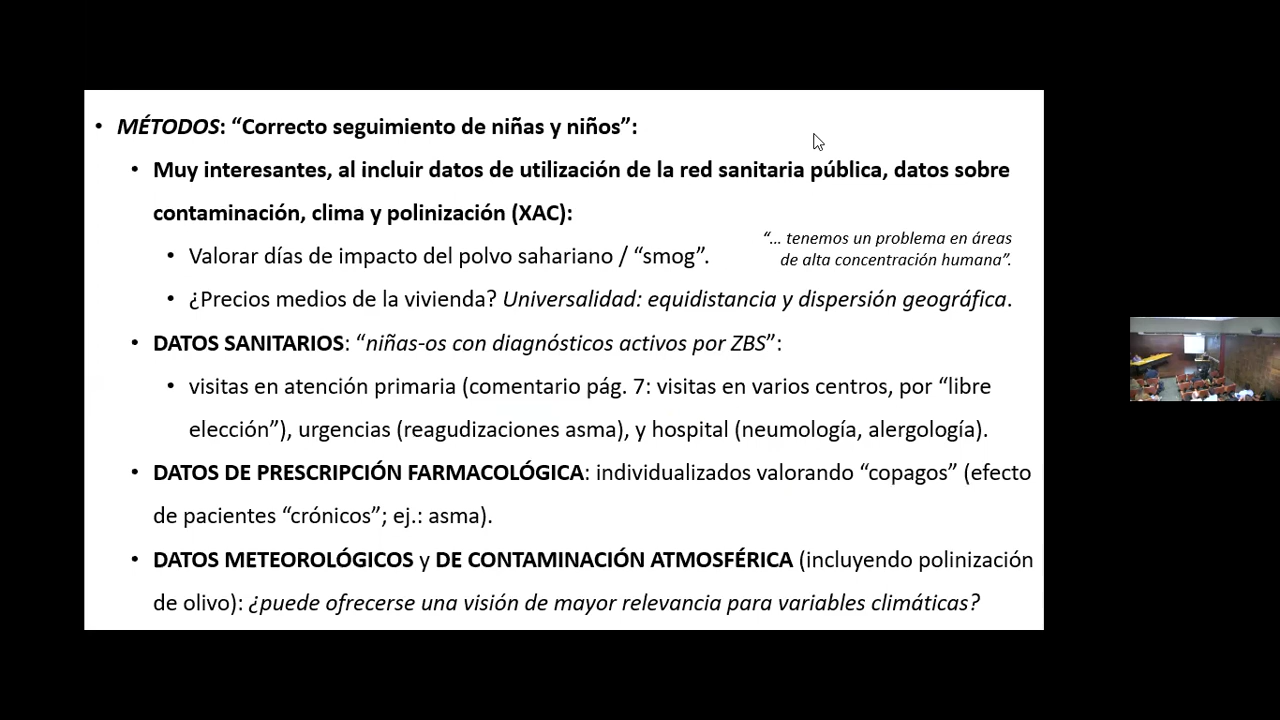 • MÉTODOS: “Correcto seguimiento de niñas y niños”:
• Muy interesantes, al incluir datos de utilización de la red sanitaria pública, datos sobre
contaminación, clima y polinización (XAC):
• Valorar días de impacto del polvo sahariano / “smog”.
“... tenemos un problema en áreas
de alta concentración humana”.
• ¿Precios medios de la vivienda? Universalidad: equidistancia y dispersión geográfica.
• DATOS SANITARIOS: “niñas-os con diagnósticos activos por ZBS”:
• visitas en atención primaria (comentario pág. 7: visitas en varios centros, por “libre
elección”), urgencias (reagudizaciones asma), y hospital (neumología, alergología).
• DATOS DE PRESCRIPCIÓN FARMACOLÓGICA: individualizados valorando “copagos” (efecto
de pacientes “crónicos”; ej.: asma).
• DATOS METEOROLÓGICOS y DE CONTAMINACIÓN ATMOSFÉRICA (incluyendo polinización
de olivo): ¿puede ofrecerse una visión de mayor relevancia para variables climáticas?